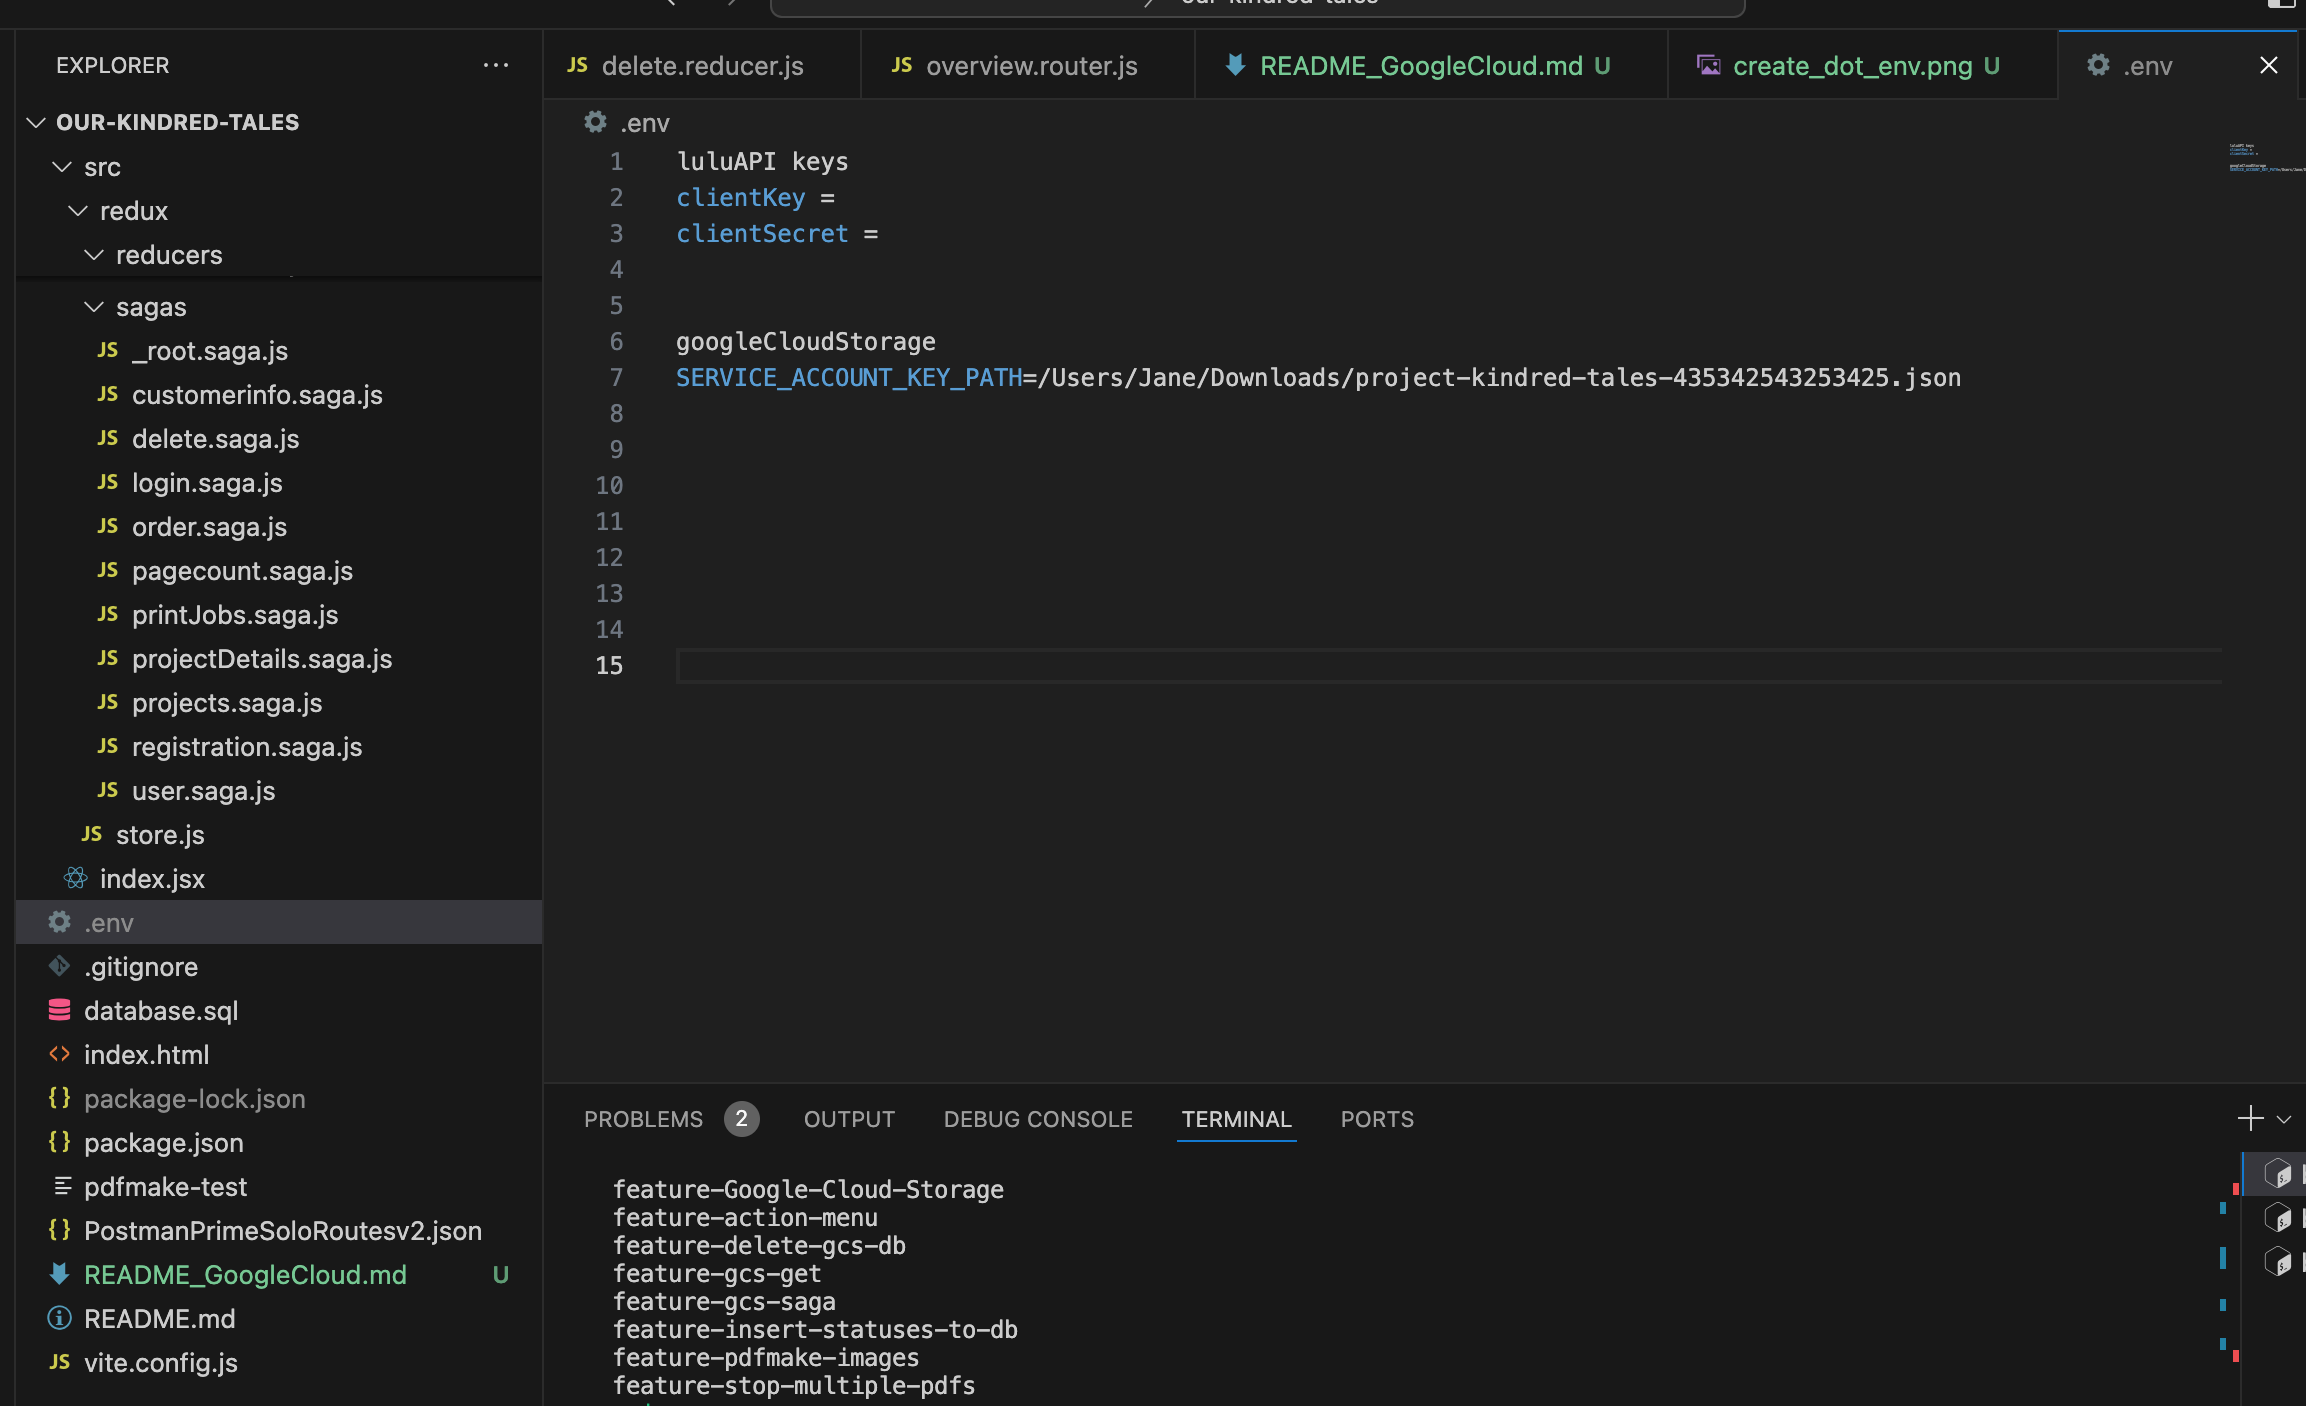 EXPLORER
OUR-KINDRED-TALES
src
redux
reducers
sagas
JS _root.saga.js
JS customerinfo.saga.js
JS delete.saga.js
JS login.saga.js
JS order.saga.js
JS pagecount.saga.js
JS printJobs.saga.js
JS projectDetails.saga.js
JS projects.saga.js
JS registration.saga.js
JS user.saga.js
JS store.js
index.jsx
.env
.gitignore
database.sql
<> index.html
{} package-lock.json
{} package.json
pdfmake-test
{} PostmanPrimeSoloRoutesv2.json
README_GoogleCloud.md U
README.md
JS vite.config.js
JS delete.reducer.js
JS overview.router.js
README_GoogleCloud.md U
create_dot_env.png U
.env
.env
1 luluAPI keys
2 clientKey =
3 clientSecret =
4
5
6 googleCloudStorage
7 SERVICE_ACCOUNT_KEY_PATH=/Users/Jane/Downloads/project-kindred-tales-435342543253425.json
8
9
10
11
12
13
14
15
PROBLEMS 2 OUTPUT DEBUG CONSOLE TERMINAL PORTS
feature-Google-Cloud-Storage
feature-action-menu
feature-delete-gcs-db
feature-gcs-get
feature-gcs-saga
feature-insert-statuses-to-db
feature-pdfmake-images
feature-stop-multiple-pdfs